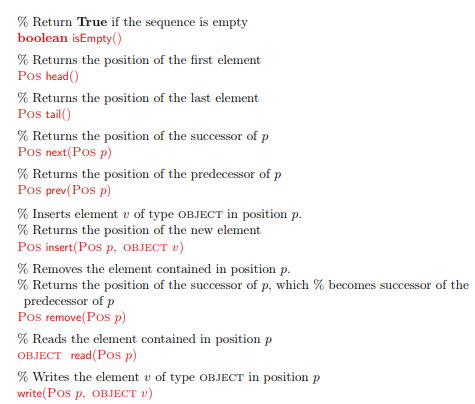 % Return True if the sequence is empty
boolean isEmpty()
% Returns the position of the first element
POS head()
% Returns the position of the last element
POS tail()
% Returns the position of the successor of p
POS next(POS p)
% Returns the position of the predecessor of p
POS prev(POS p)
% Inserts element v of type OBJECT in position p.
% Returns the position of the new element
POS insert(POS p, OBJECT v)
% Removes the element contained in position p.
% Returns the position of the successor of p, which % becomes successor of the
predecessor of p
POS remove(POS p)
% Reads the element contained in position p
OBJECT read(POS p)
% Writes the element v of type OBJECT in position p
write(POS p, OBJECT v)